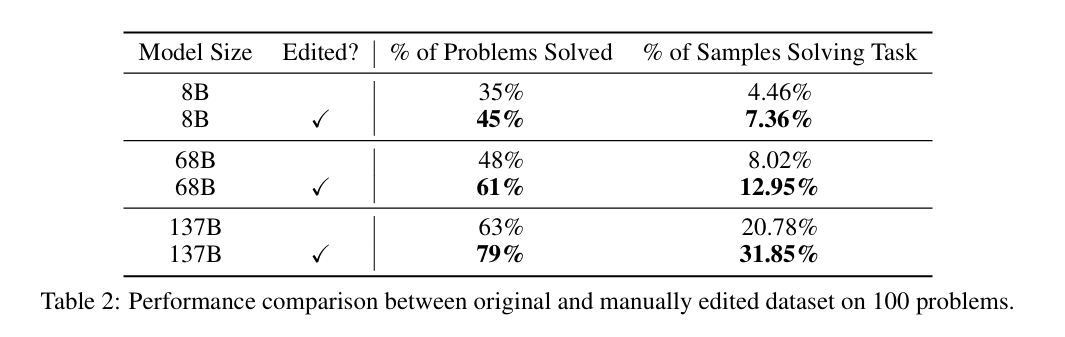 Model Size Edited? % of Problems Solved % of Samples Solving Task
8B 35% 4.46%
8B ✓ 45% 7.36%
68B 48% 8.02%
68B ✓ 61% 12.95%
137B 63% 20.78%
137B ✓ 79% 31.85%
Table 2: Performance comparison between original and manually edited dataset on 100 problems.